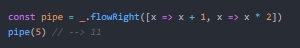 const pipe = _.flowRight([x => x + 1, x => x * 2])
pipe(5) // --> 11